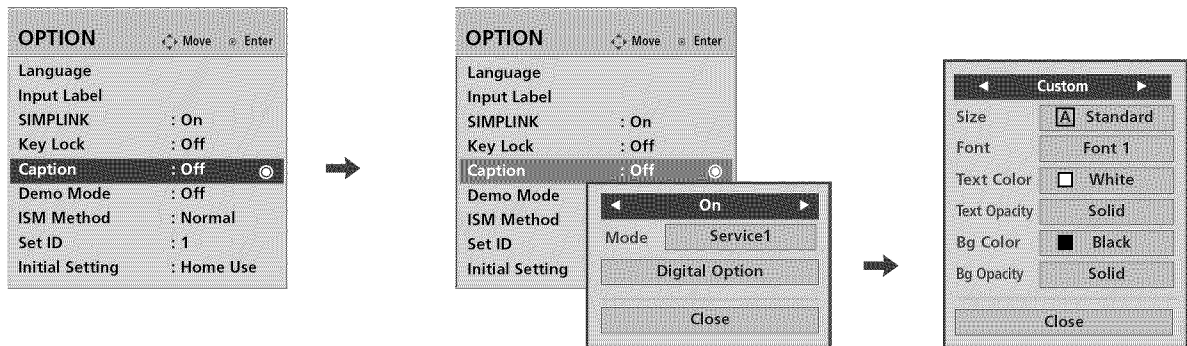 OPTION Move Enter
Language
Input Label
SIMPLINK : On
Key Lock : Off
Caption : Off
Demo Mode : Off
ISM Method : Normal
Set ID : 1
Initial Setting : Home Use
OPTION Move Enter
Language
Input Label
SIMPLINK : On
Key Lock : Off
Caption : Off
Demo Mode
ISM Method
Set ID
Initial Setting
On
Mode Service1
Digital Option
Close
Custom
Size A Standard
Font Font 1
Text Color White
Text Opacity Solid
Bg Color Black
Bg Opacity Solid
Close